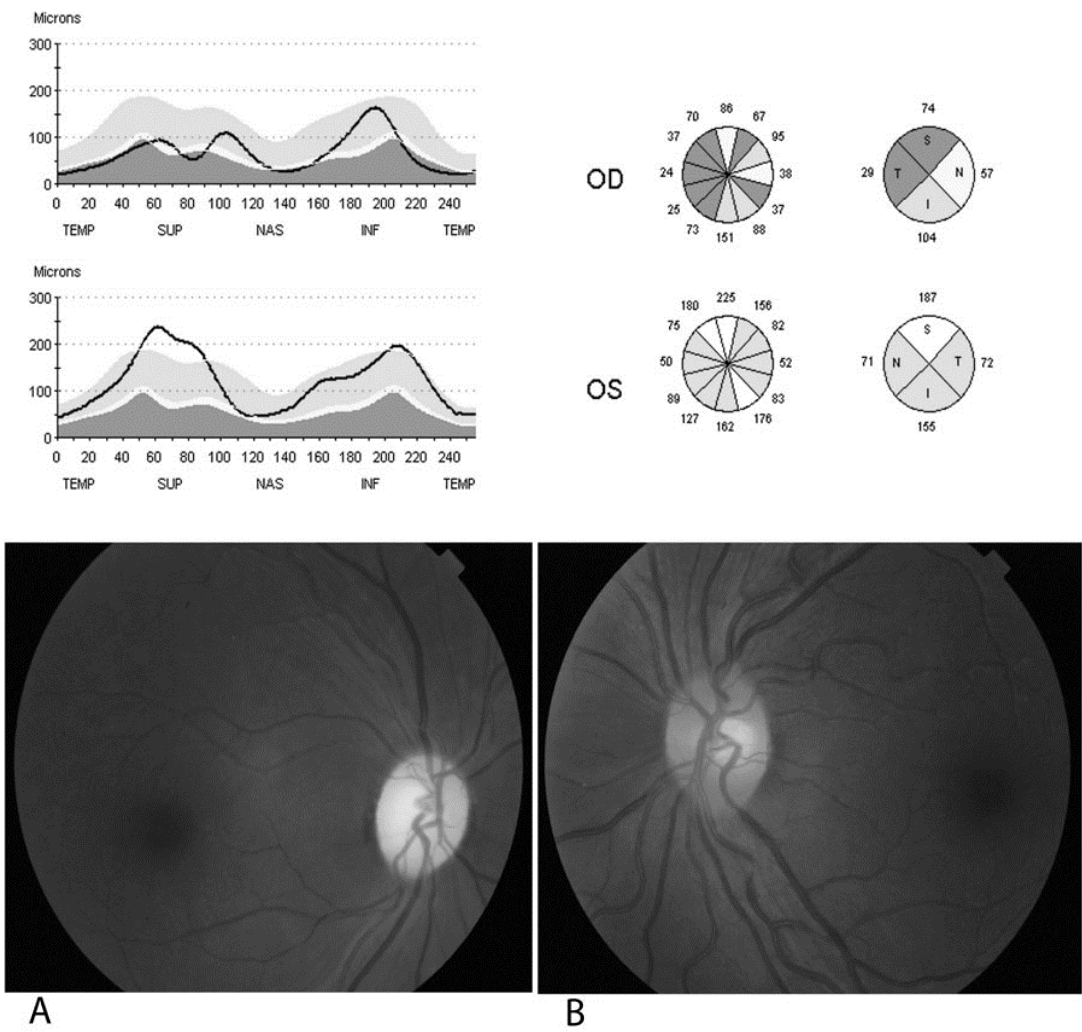 Microns
300
200
100
0
0 20 40 60 80 100 120 140 160 180 200 220 240
TEMP SUP NAS INF TEMP
Microns
300
200
100
0
0 20 40 60 80 100 120 140 160 180 200 220 240
TEMP SUP NAS INF TEMP
OD
86
70 67
37 95
24 38
25 37
73 88
151
74
S
29 T N 57
I
104
OS
225
180 156
75 82
50 52
89 83
127 176
162
187
S
71 N T 72
I
155
A B